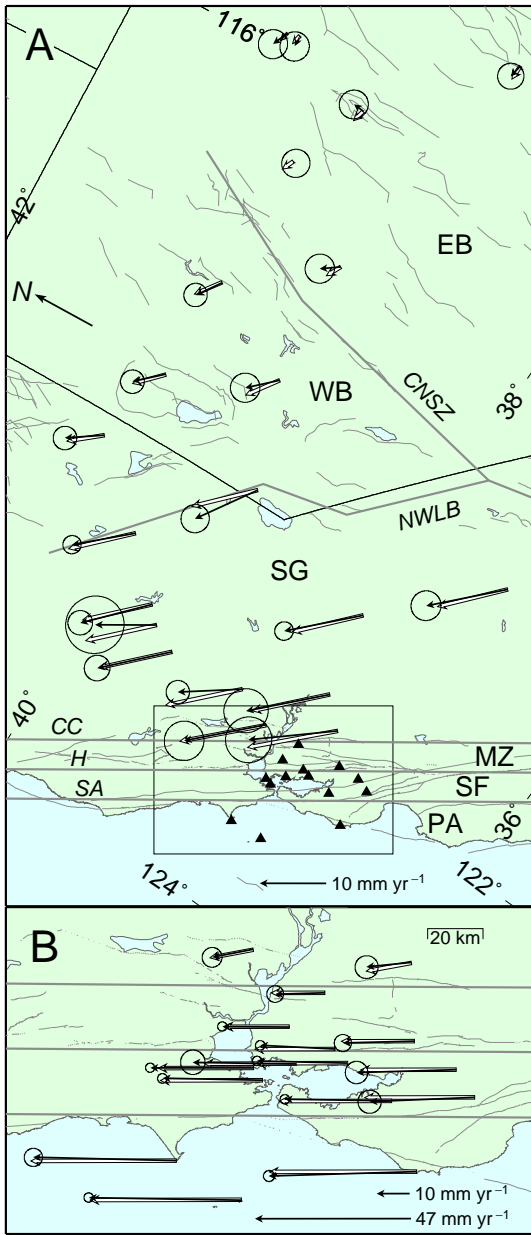 A
116°
42°
EB
N
WB
CNSZ
38°
NWLB
SG
40°
CC
H
MZ
SA
SF
36°
PA
124°
122°
10 mm yr⁻¹
B
20 km
10 mm yr⁻¹
47 mm yr⁻¹